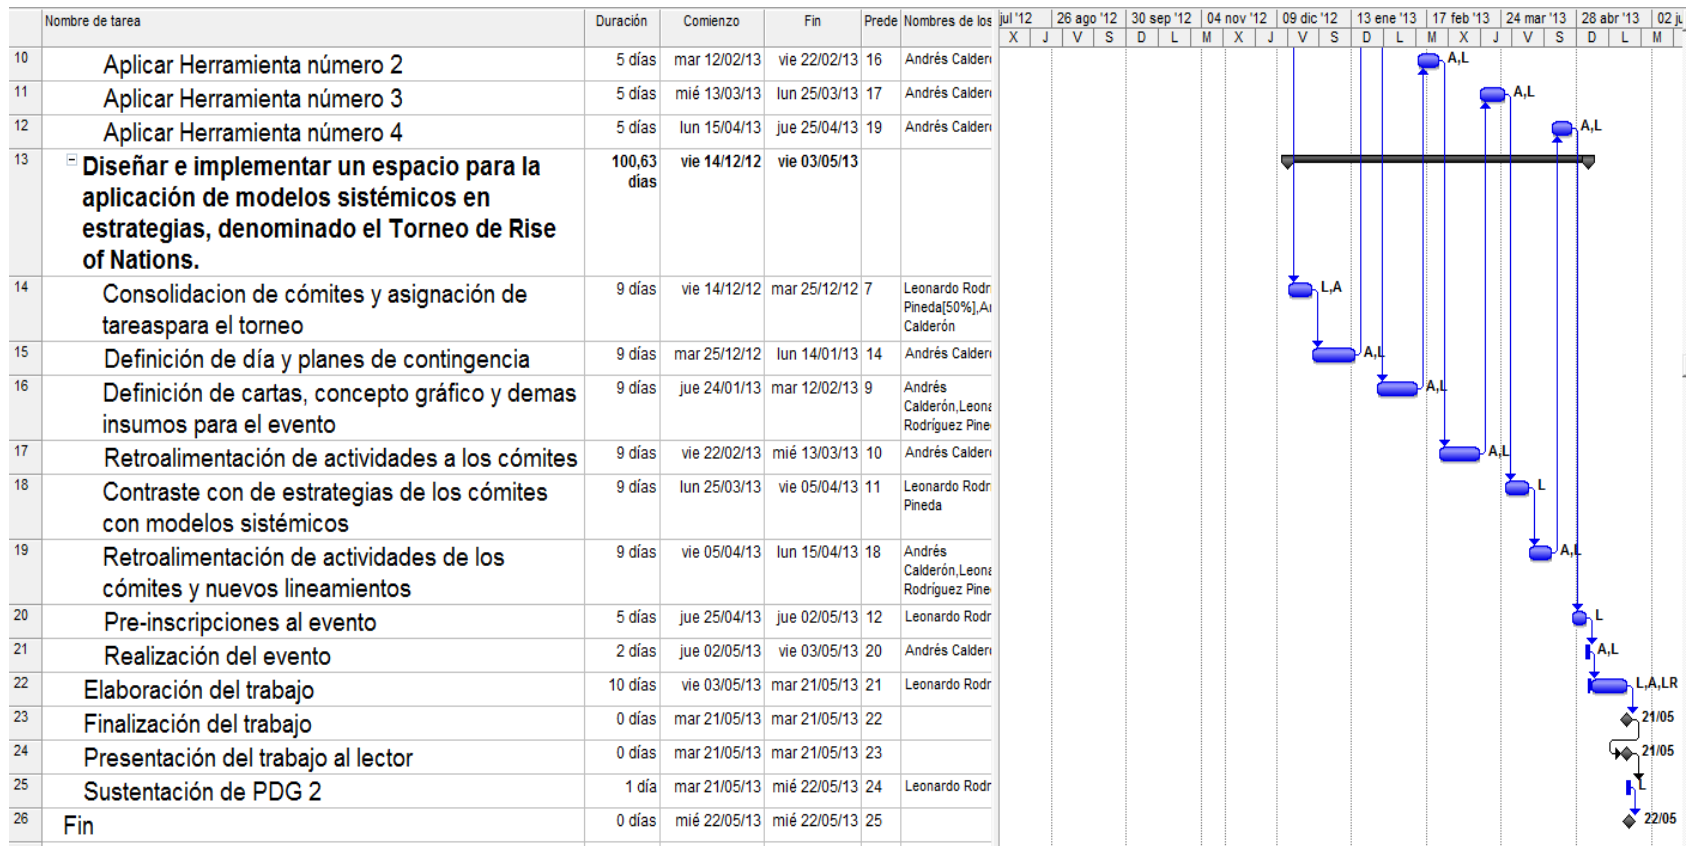 Nombre de tarea Duración Comienzo Fin Prede Nombres de los jul '12 26 ago '12 30 sep '12 04 nov '12 09 dic '12 13 ene '13 17 feb '13 24 mar '13 28 abr '13 02 ju
X J V S D L M X J V S D L M X J V S D L M
10 Aplicar Herramienta número 2 5 días mar 12/02/13 vie 22/02/13 16 Andrés Calder A,L
11 Aplicar Herramienta número 3 5 días mié 13/03/13 lun 25/03/13 17 Andrés Calder A,L
12 Aplicar Herramienta número 4 5 días lun 15/04/13 jue 25/04/13 19 Andrés Calder A,L
13 Diseñar e implementar un espacio para la 100,63 vie 14/12/12 vie 03/05/13
aplicación de modelos sistémicos en días
estrategias, denominado el Torneo de Rise
of Nations.
14 Consolidacion de cómites y asignación de 9 días vie 14/12/12 mar 25/12/12 7 Leonardo Rodr L,A
tareaspara el torneo Pineda[50%],A
Calderón
15 Definición de día y planes de contingencia 9 días mar 25/12/12 lun 14/01/13 14 Andrés Calder A,L
16 Definición de cartas, concepto gráfico y demas 9 días jue 24/01/13 mar 12/02/13 9 Andrés A,L
insumos para el evento Calderón,Leona
Rodríguez Pine
17 Retroalimentación de actividades a los cómites 9 días vie 22/02/13 mié 13/03/13 10 Andrés Calder A,L
18 Contraste con de estrategias de los cómites 9 días lun 25/03/13 vie 05/04/13 11 Leonardo Rodr L
con modelos sistémicos Pineda
19 Retroalimentación de actividades de los 9 días vie 05/04/13 lun 15/04/13 18 Andrés A,L
cómites y nuevos lineamientos Calderón,Leona
Rodríguez Pine
20 Pre-inscripciones al evento 5 días jue 25/04/13 jue 02/05/13 12 Leonardo Rodr L
21 Realización del evento 2 días jue 02/05/13 vie 03/05/13 20 Andrés Calder A,L
22 Elaboración del trabajo 10 días vie 03/05/13 mar 21/05/13 21 Leonardo Rodr L,A,LR
23 Finalización del trabajo 0 días mar 21/05/13 mar 21/05/13 22 21/05
24 Presentación del trabajo al lector 0 días mar 21/05/13 mar 21/05/13 23 21/05
25 Sustentación de PDG 2 1 día mar 21/05/13 mié 22/05/13 24 Leonardo Rodr L
26 Fin 0 días mié 22/05/13 mié 22/05/13 25 22/05